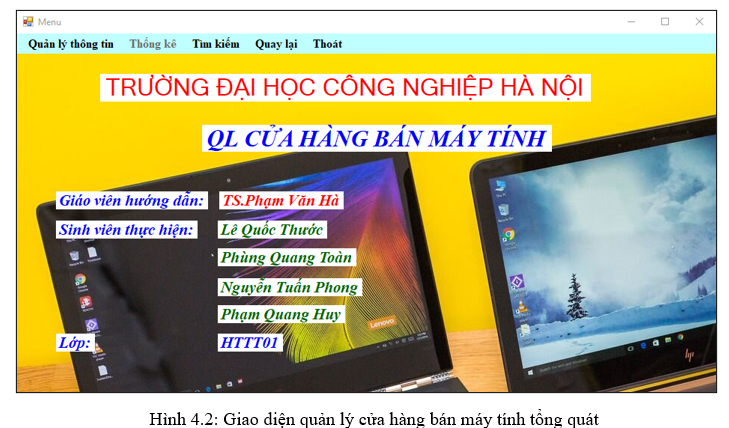 Menu
Quản lý thông tin Thống kê Tìm kiếm Quay lại Thoát
TRƯỜNG ĐẠI HỌC CÔNG NGHIỆP HÀ NỘI
QL CỬA HÀNG BÁN MÁY TÍNH
Giáo viên hướng dẫn: TS.Phạm Văn Hà
Sinh viên thực hiện: Lê Quốc Thước
Phùng Quang Toàn
Nguyễn Tuấn Phong
Phạm Quang Huy
Lenovo
hp
Lớp: HTTT01
Hình 4.2: Giao diện quản lý cửa hàng bán máy tính tổng quát